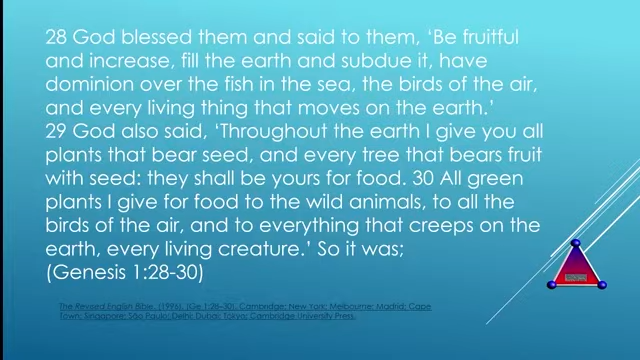 28 God blessed them and said to them, ‘Be fruitful
and increase, fill the earth and subdue it, have
dominion over the fish in the sea, the birds of the air,
and every living thing that moves on the earth.’
29 God also said, ‘Throughout the earth I give you all
plants that bear seed, and every tree that bears fruit
with seed: they shall be yours for food. 30 All green
plants I give for food to the wild animals, to all the
birds of the air, and to everything that creeps on the
earth, every living creature.’ So it was;
(Genesis 1:28-30)
The Revised English Bible. (1996). (Ge 1:28–30). Cambridge; New York; Melbourne; Madrid; Cape
Town; Singapore; São Paulo; Delhi; Dubai; Tokyo: Cambridge University Press.